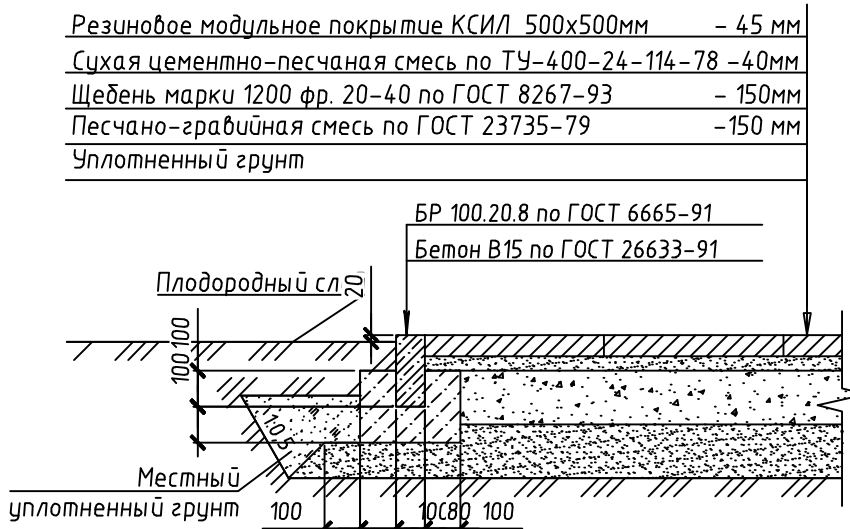 Резиновое модульное покрытие КСИЛ 500х500мм - 45 мм
Сухая цементно-песчаная смесь по ТУ-400-24-114-78 -40мм
Щебень марки 1200 фр. 20-40 по ГОСТ 8267-93 - 150мм
Песчано-гравийная смесь по ГОСТ 23735-79 -150 мм
Уплотненный грунт
БР 100.20.8 по ГОСТ 6665-91
Бетон В15 по ГОСТ 26633-91
Плодородный сл
20
100 100
1:0,5
Местный
уплотненный грунт
100 100 80 100